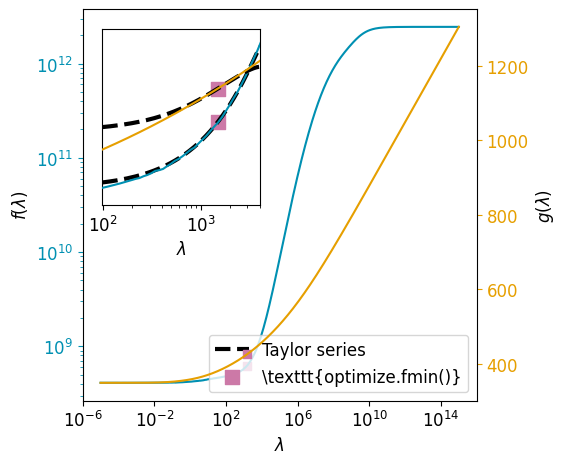 10^12
10^11
10^10
10^9
f(λ)
10^2
10^3
λ
1200
1000
800
600
400
g(λ)
Taylor series
\texttt{optimize.fmin()}
10^−6
10^−2
10^2
10^6
10^10
10^14
λ